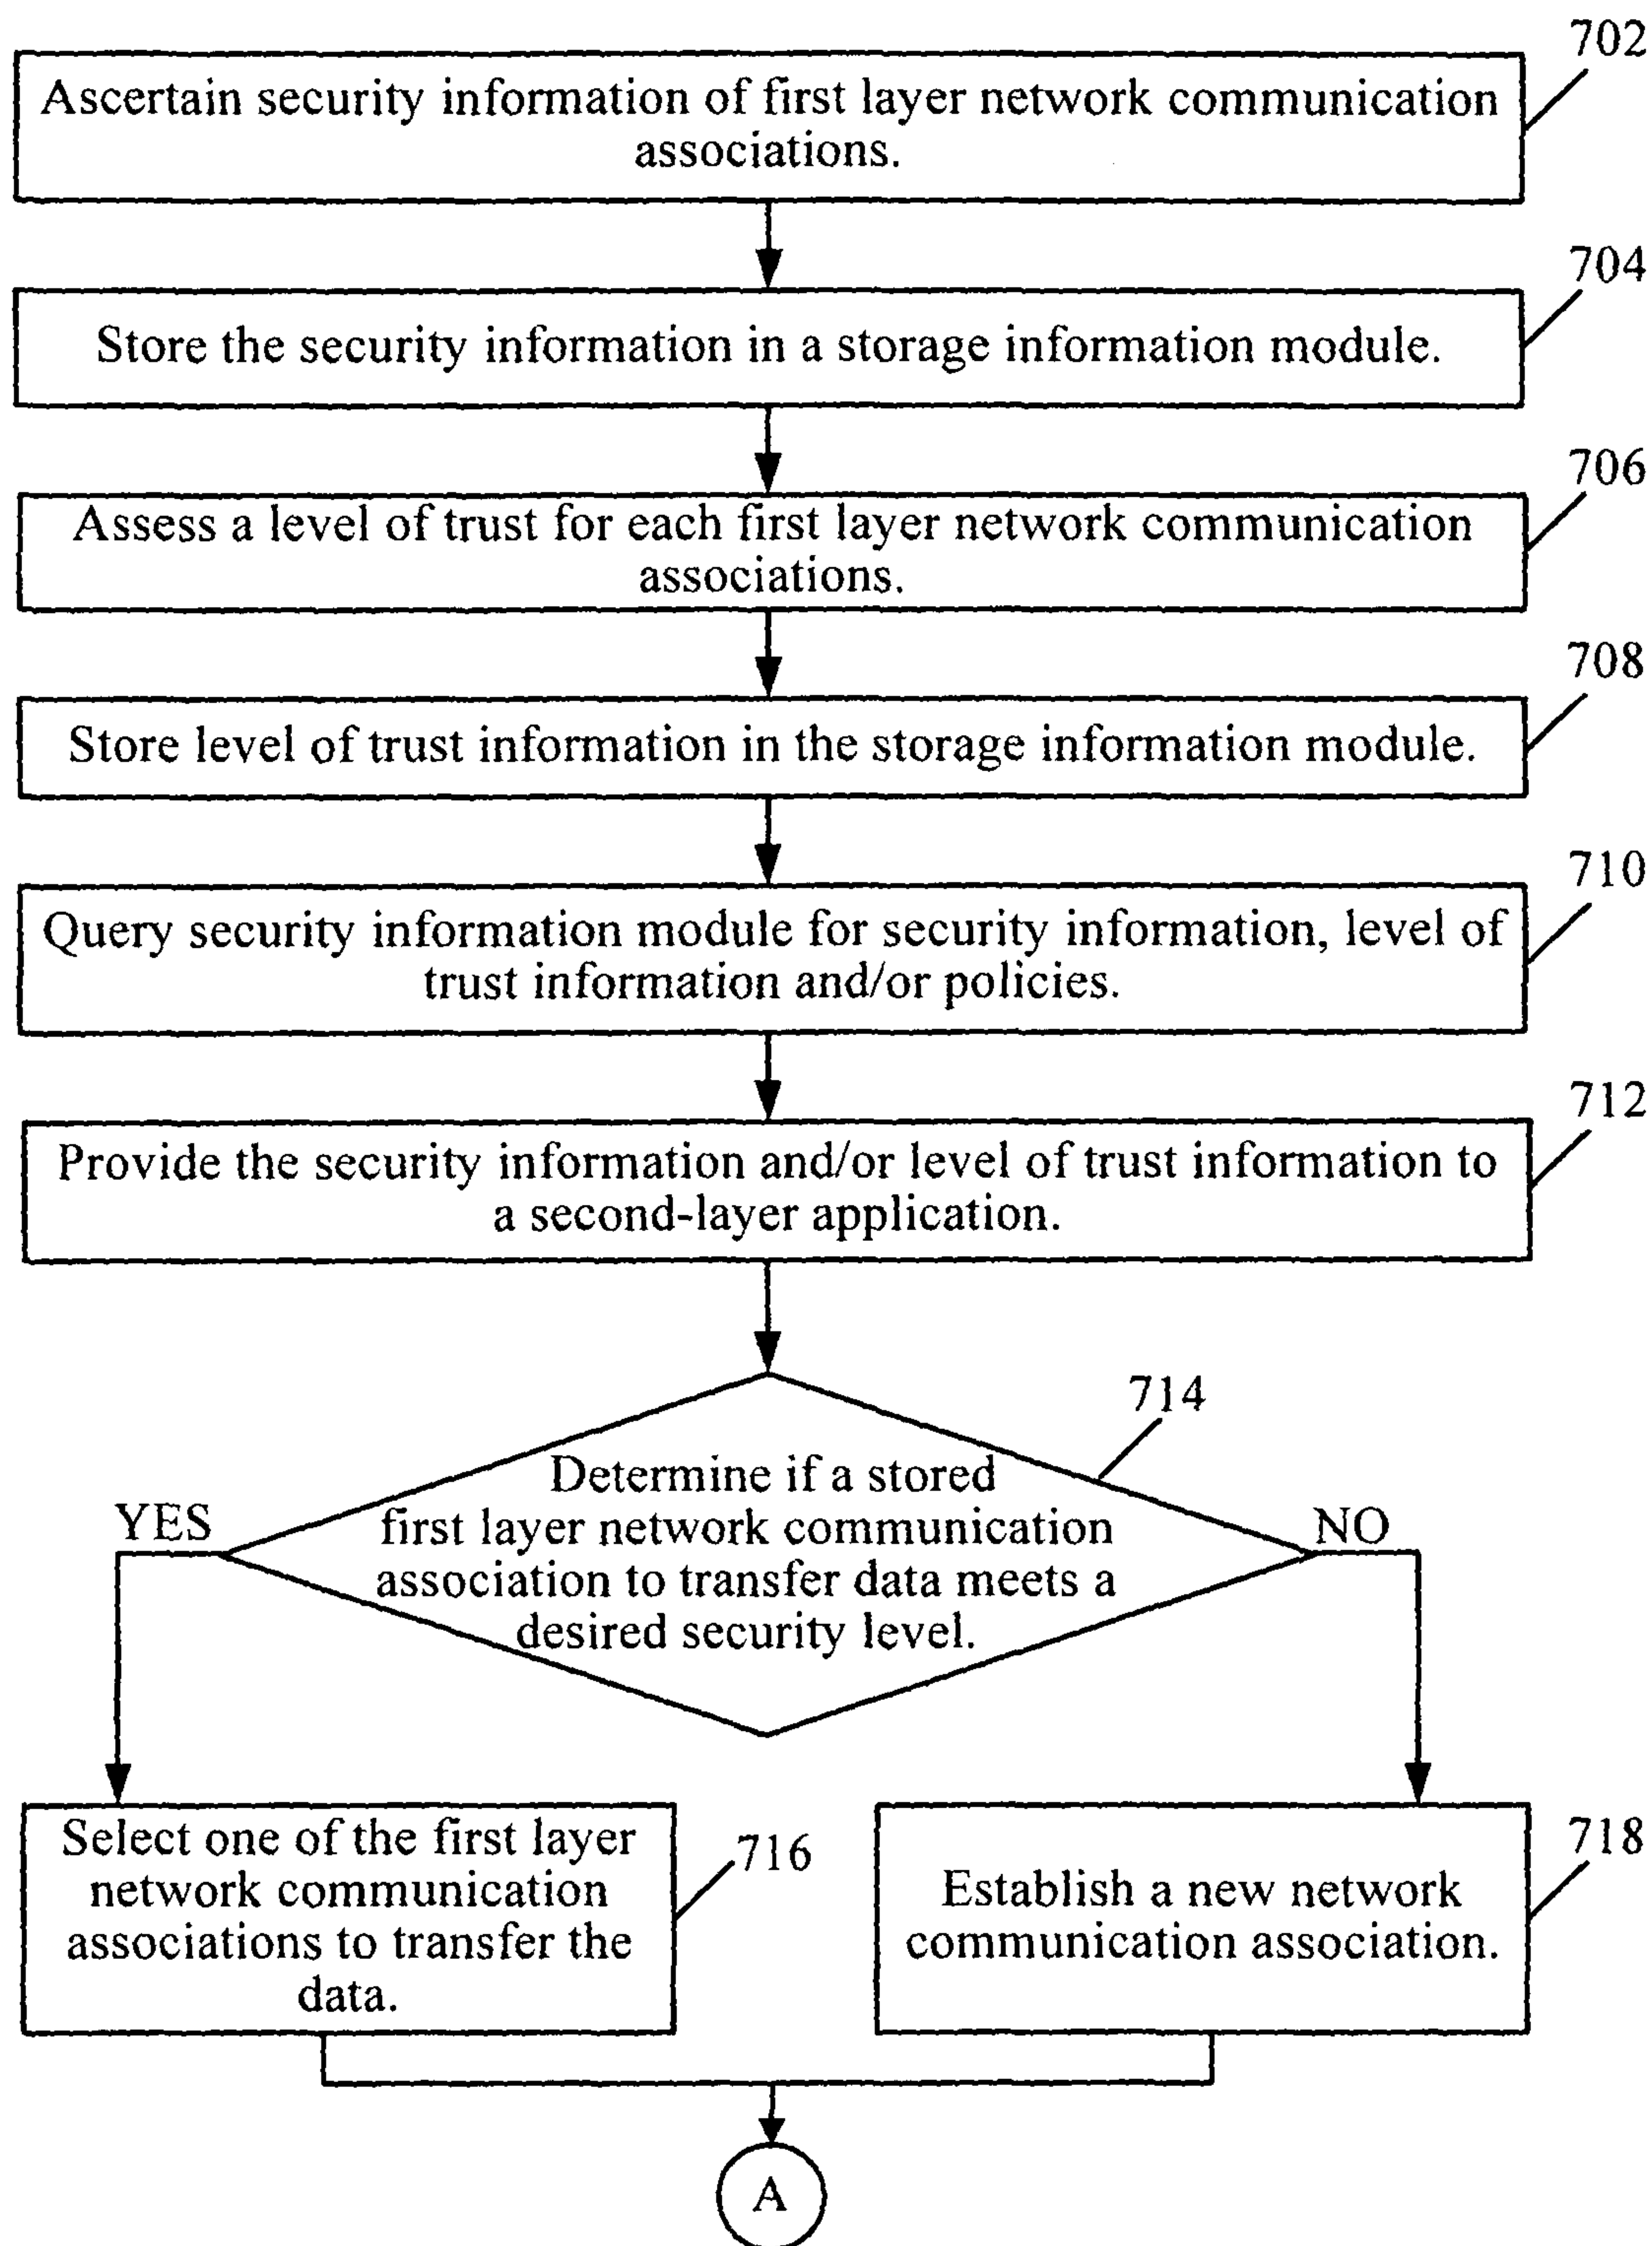 702
Ascertain security information of first layer network communication
associations.
704
Store the security information in a storage information module.
706
Assess a level of trust for each first layer network communication
associations.
708
Store level of trust information in the storage information module.
710
Query security information module for security information, level of
trust information and/or policies.
712
Provide the security information and/or level of trust information to
a second-layer application.
714
Determine if a stored
first layer network communication
association to transfer data meets a
desired security level.
YES
NO
Select one of the first layer
network communication
associations to transfer the
data.
716
Establish a new network
communication association.
718
A